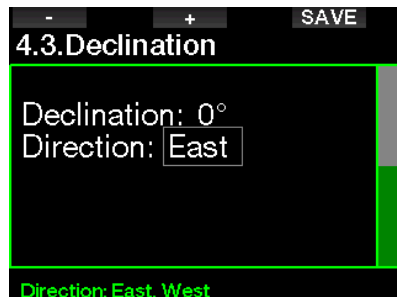 - + SAVE
4.3.Declination
Declination: 0°
Direction: East
Direction: East, West